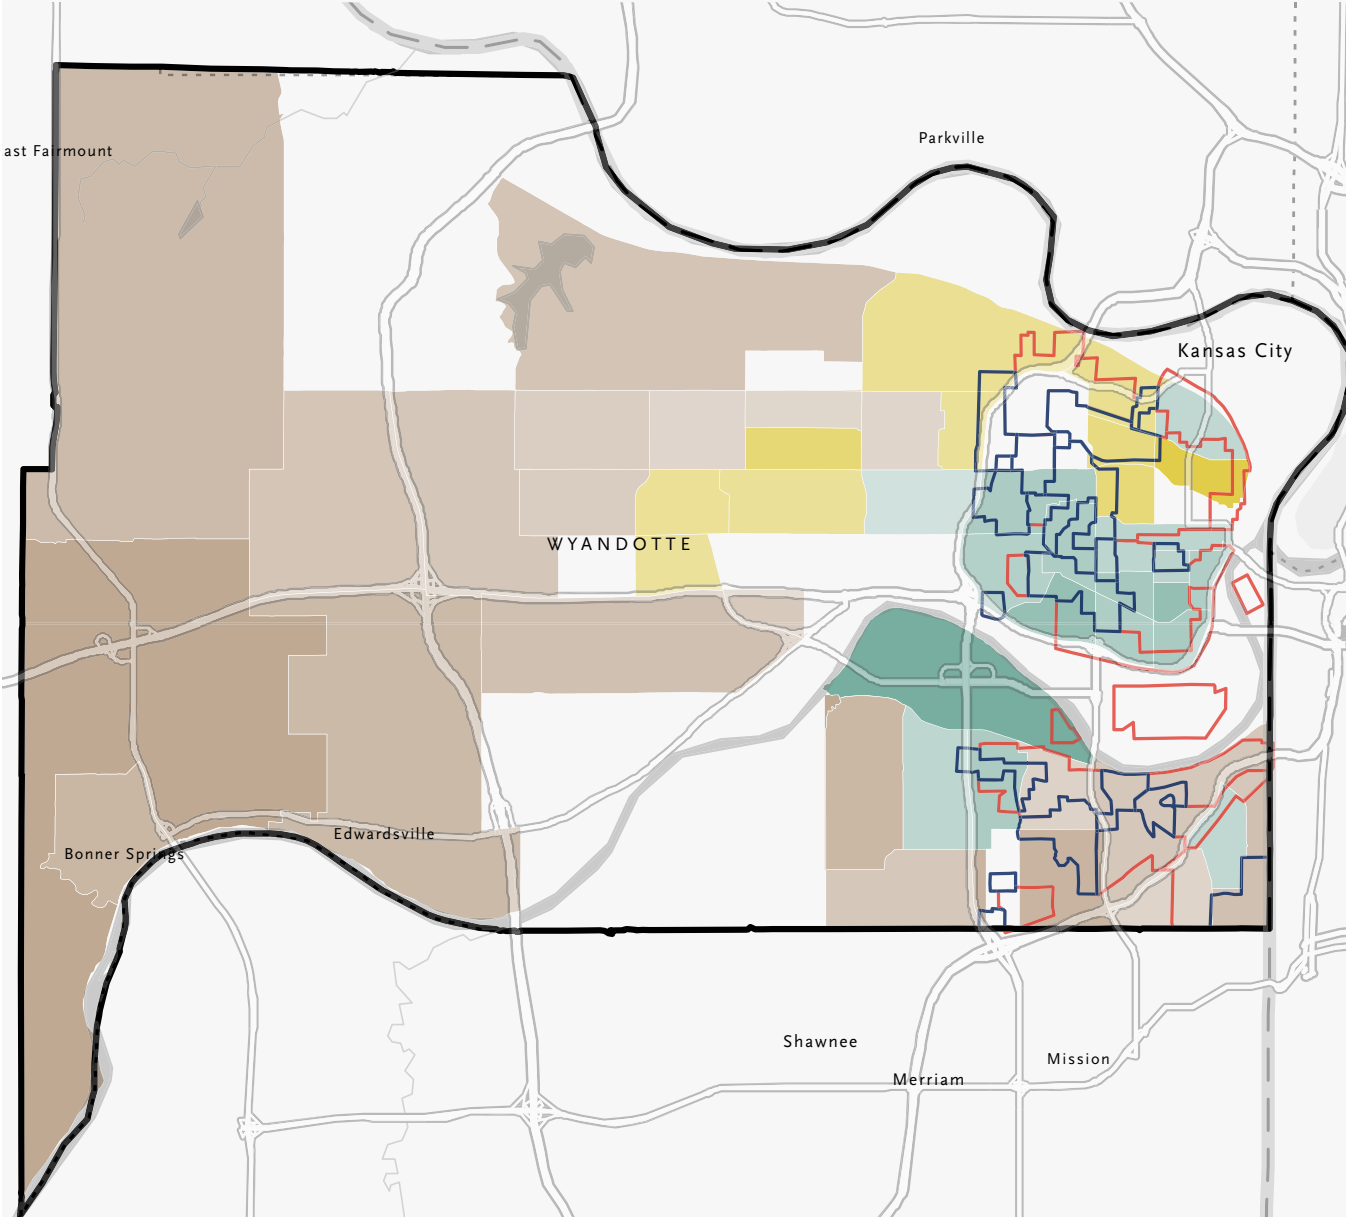 Parkville
ast Fairmount
Kansas City
WYANDOTTE
Edwardsville
Bonner Springs
Shawnee
Mission
Merriam